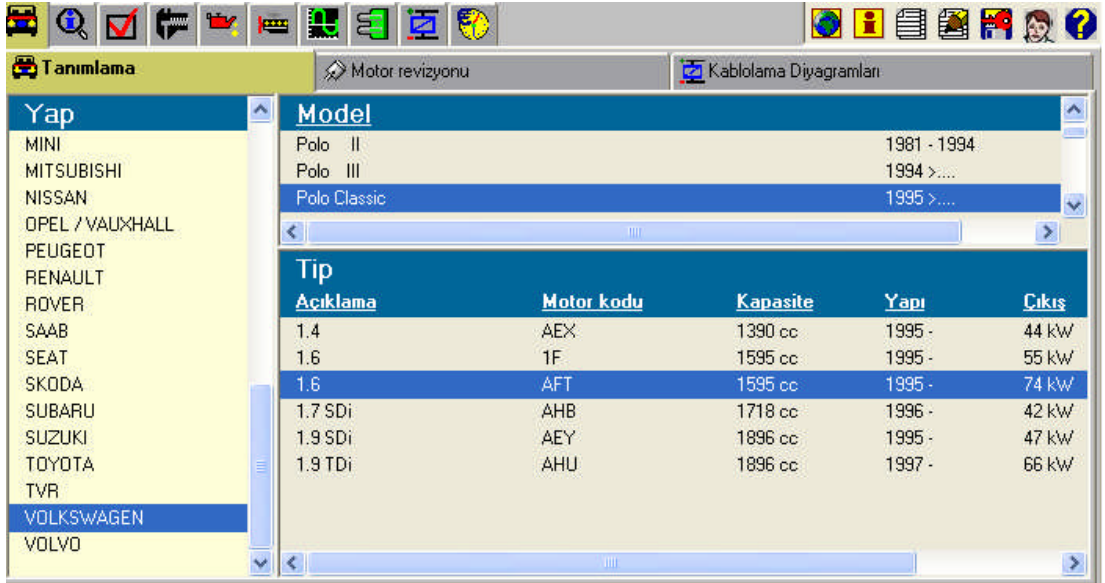 Tanımlama
Motor revizyonu
Kablolama Diyagramları
Yap
MINI
MITSUBISHI
NISSAN
OPEL / VAUXHALL
PEUGEOT
RENAULT
ROVER
SAAB
SEAT
SKODA
SUBARU
SUZUKI
TOYOTA
TVR
VOLKSWAGEN
VOLVO
Model
Polo II 1981 - 1994
Polo III 1994 >....
Polo Classic 1995 >....
Tip
Açıklama Motor kodu Kapasite Yapı Çıkış
1.4 AEX 1390 cc 1995 - 44 kW
1.6 1F 1595 cc 1995 - 55 kW
1.6 AFT 1595 cc 1995 - 74 kW
1.7 SDi AHB 1718 cc 1996 - 42 kW
1.9 SDi AEY 1896 cc 1995 - 47 kW
1.9 TDi AHU 1896 cc 1997 - 66 kW